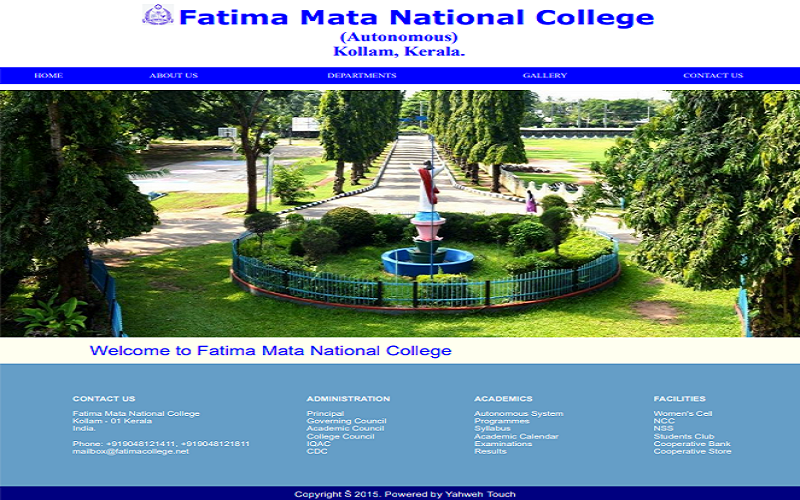 Fatima Mata National College
(Autonomous)
Kollam, Kerala.
HOME ABOUT US DEPARTMENTS GALLERY CONTACT US
Welcome to Fatima Mata National College
CONTACT US
Fatima Mata National College
Kollam - 01 Kerala
India.
Phone: +919048121411, +919048121811
mailbox@fatimacollege.net
ADMINISTRATION
Principal
Governing Council
Academic Council
College Council
IQAC
CDC
ACADEMICS
Autonomous System
Programmes
Syllabus
Academic Calendar
Examinations
Results
FACILITIES
Women's Cell
NCC
NSS
Students Club
Cooperative Bank
Cooperative Store
Copyright Š 2015. Powered by Yahweh Touch